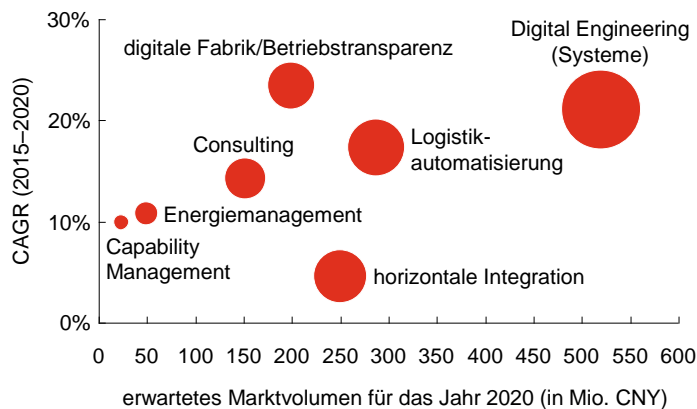 30%
20%
10%
0%
CAGR (2015–2020)
digitale Fabrik/Betriebstransparenz
Digital Engineering
(Systeme)
Consulting
Logistik-
automatisierung
Energiemanagement
Capability
Management
horizontale Integration
0 50 100 150 200 250 300 350 400 450 500 550 600
erwartetes Marktvolumen für das Jahr 2020 (in Mio. CNY)